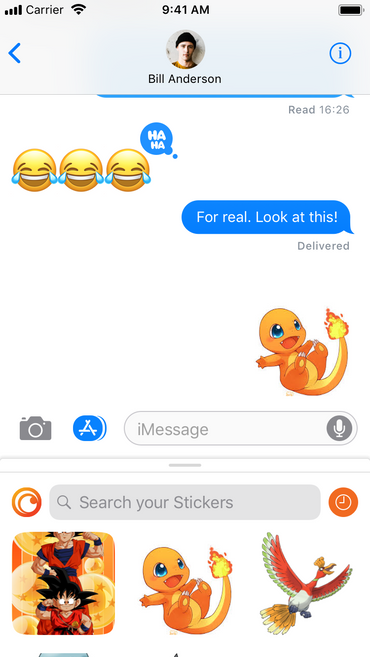 Carrier 9:41 AM
Bill Anderson
Read 16:26
HA
HA
For real. Look at this!
Delivered
iMessage
Search your Stickers